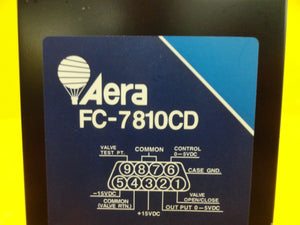 Aera
FC-7810CD
VALVE TEST PT.
COMMON
CONTROL 0–5VDC
9 8 7 6
CASE GND.
5 4 3 2 1
–15VDC
VALVE OPEN/CLOSE
COMMON (VALVE RTN.)
OUT PUT 0–5VDC
+15VDC